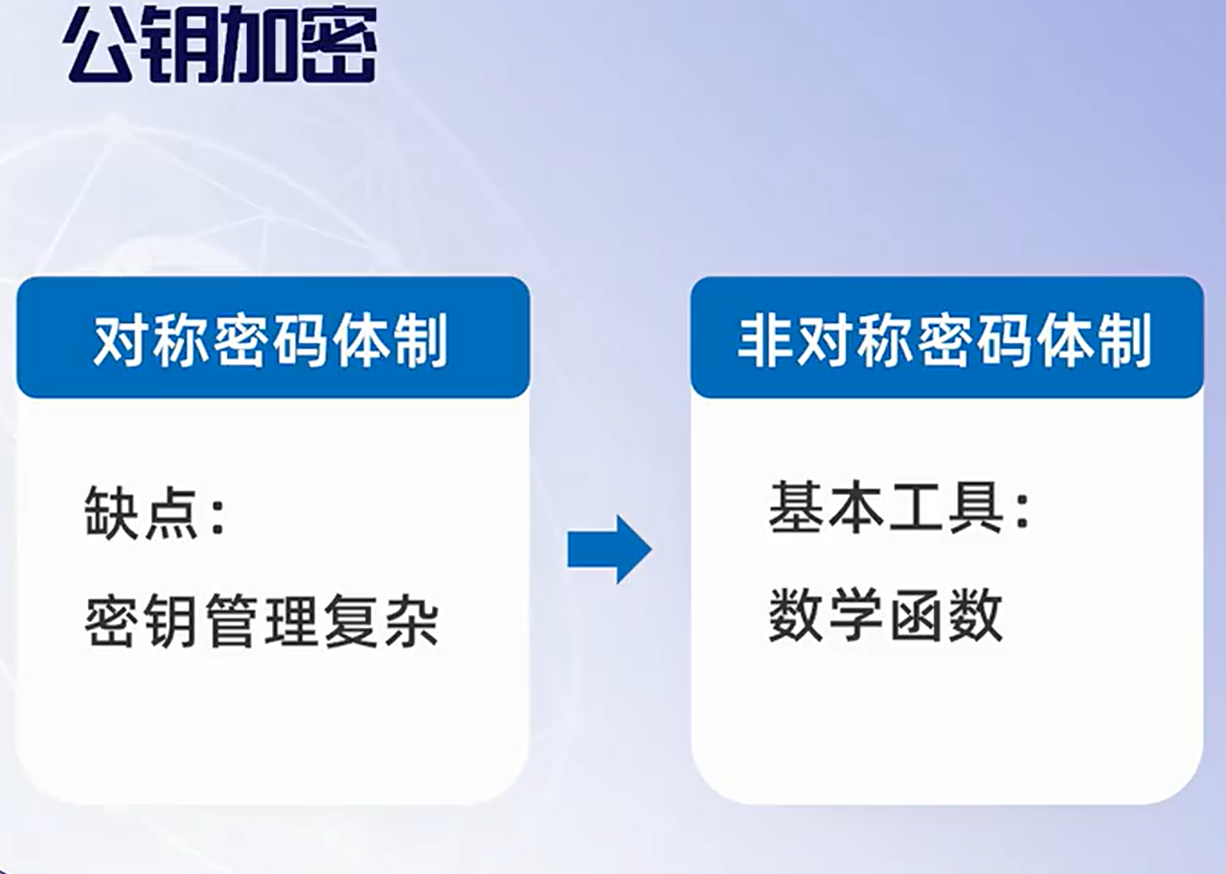 公钥加密
对称密码体制
缺点：
密钥管理复杂
非对称密码体制
基本工具：
数学函数